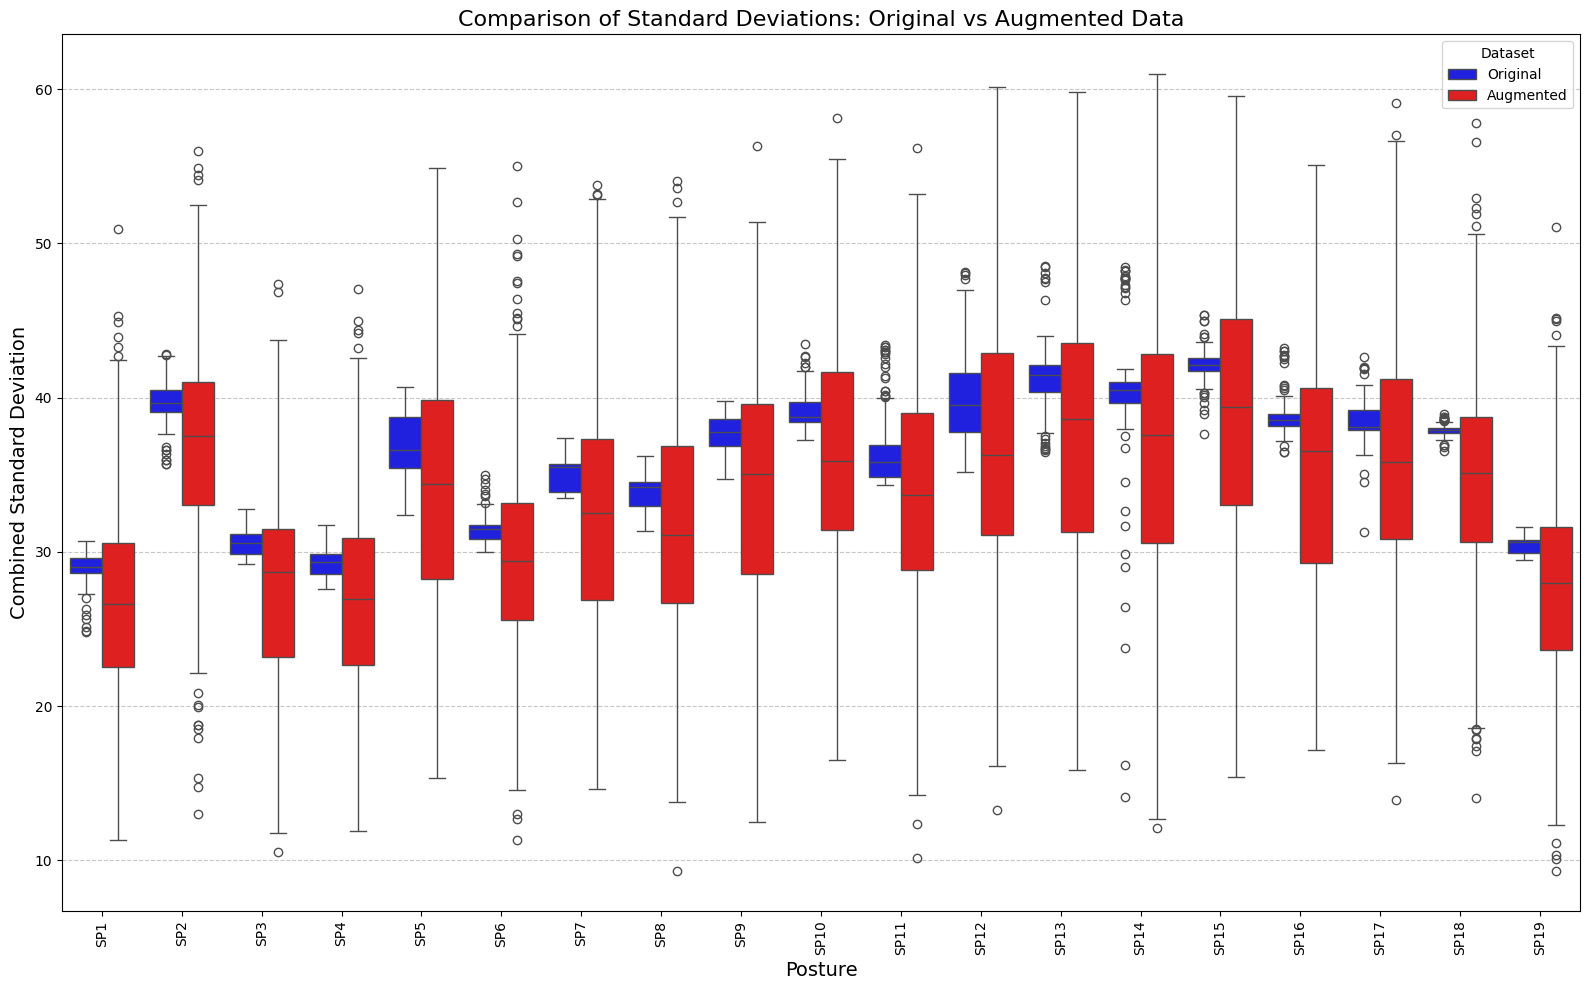 Comparison of Standard Deviations: Original vs Augmented Data
Dataset
Original
Augmented
Combined Standard Deviation
60
50
40
30
20
10
SP1
SP2
SP3
SP4
SP5
SP6
SP7
SP8
SP9
SP10
SP11
SP12
SP13
SP14
SP15
SP16
SP17
SP18
SP19
Posture